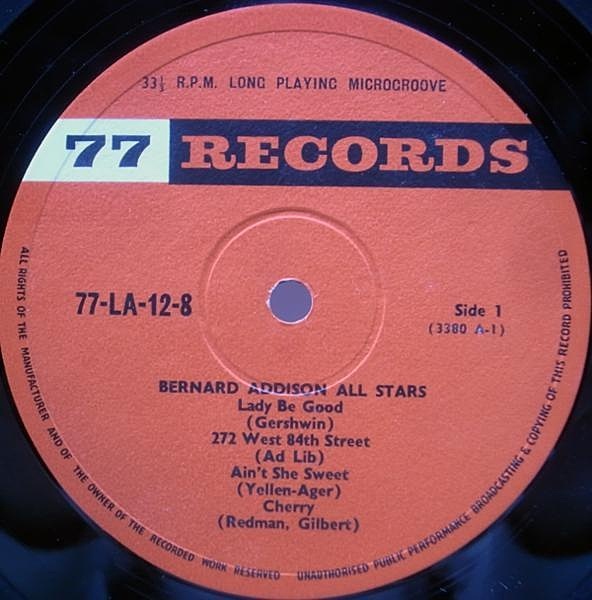 33⅓ R.P.M. LONG PLAYING MICROGROOVE
77 RECORDS
77-LA-12-8
Side 1
(3380 A-1)
BERNARD ADDISON ALL STARS
Lady Be Good
(Gershwin)
272 West 84th Street
(Ad Lib)
Ain't She Sweet
(Yellen-Ager)
Cherry
(Redman, Gilbert)
ALL RIGHTS OF THE MANUFACTURER AND OF THE OWNER OF THE RECORDED WORK RESERVED UNAUTHORISED PUBLIC PERFORMANCE BROADCASTING & COPYING OF THIS RECORD PROHIBITED